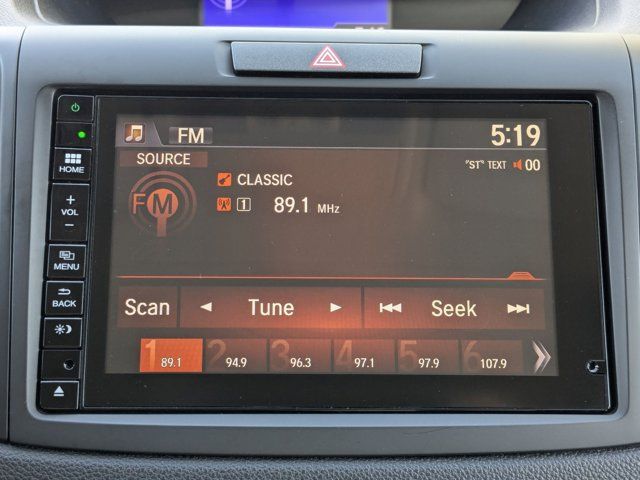 FM
5:19
SOURCE
"ST" TEXT 00
HOME
CLASSIC
FM
1 89.1 MHz
+
VOL
−
MENU
BACK
Scan Tune Seek
1 2 3 4 5 6
89.1 94.9 96.3 97.1 97.9 107.9